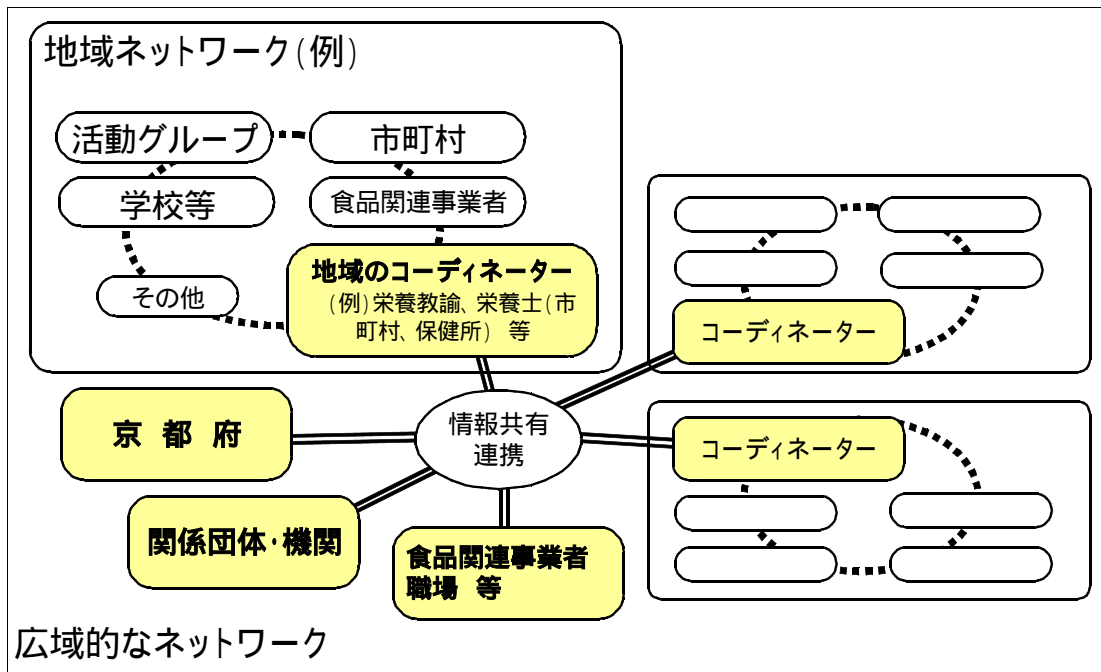 地域ネットワーク(例)
活動グループ
市町村
学校等
食品関連事業者
その他
地域のコーディネーター
(例)栄養教諭、栄養士(市
町村、保健所) 等
コーディネーター
京 都 府
情報共有
連携
コーディネーター
関係団体・機関
食品関連事業者
職場 等
広域的なネットワーク